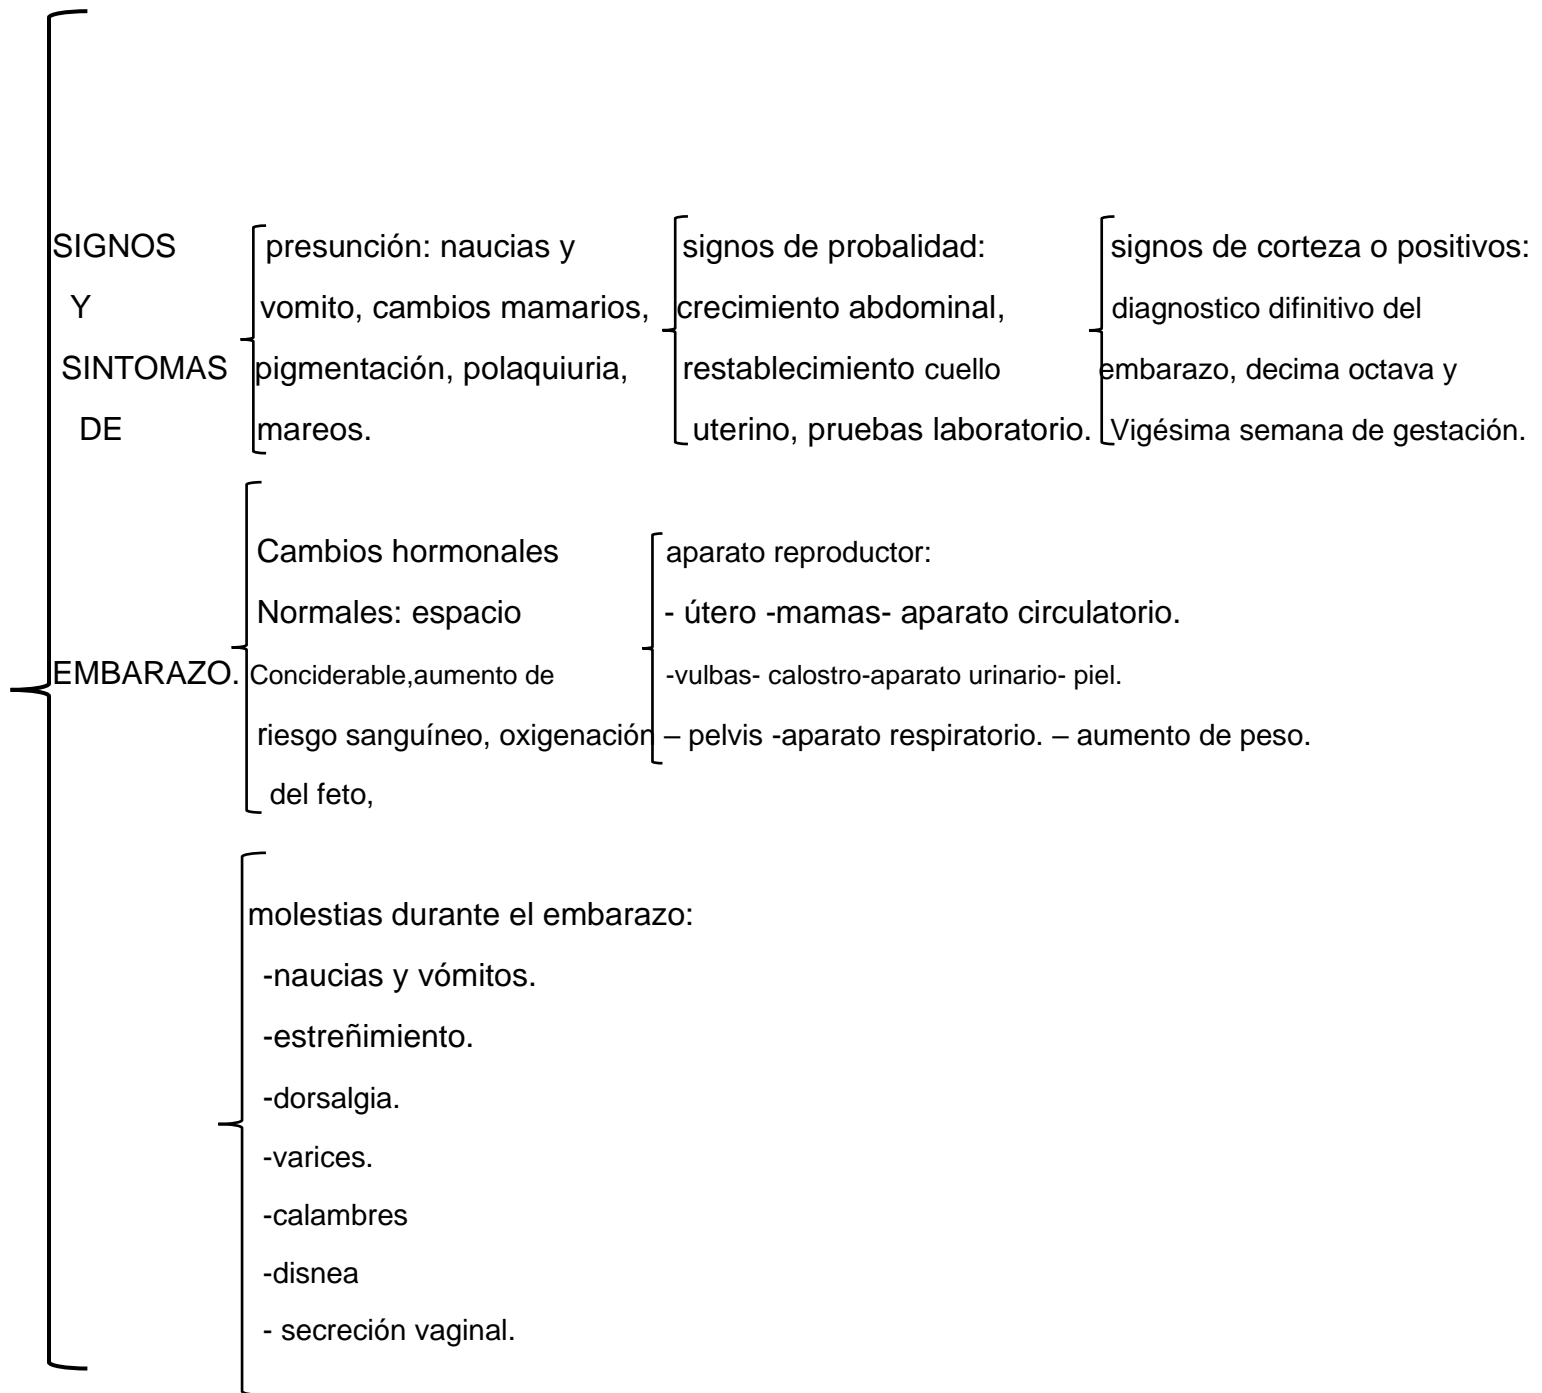 SIGNOS presunción: naucias y signos de probalidad: signos de corteza o positivos:
Y vomito, cambios mamarios, crecimiento abdominal, diagnostico difinitivo del
SINTOMAS pigmentación, polaquiuria, restablecimiento cuello embarazo, decima octava y
DE mareos. uterino, pruebas laboratorio. Vigésima semana de gestación.
Cambios hormonales aparato reproductor:
Normales: espacio - útero -mamas- aparato circulatorio.
EMBARAZO. Conciderable,aumento de -vulbas- calostro-aparato urinario- piel.
riesgo sanguíneo, oxigenación – pelvis -aparato respiratorio. – aumento de peso.
del feto,
molestias durante el embarazo:
-naucias y vómitos.
-estreñimiento.
-dorsalgia.
-varices.
-calambres
-disnea
- secreción vaginal.